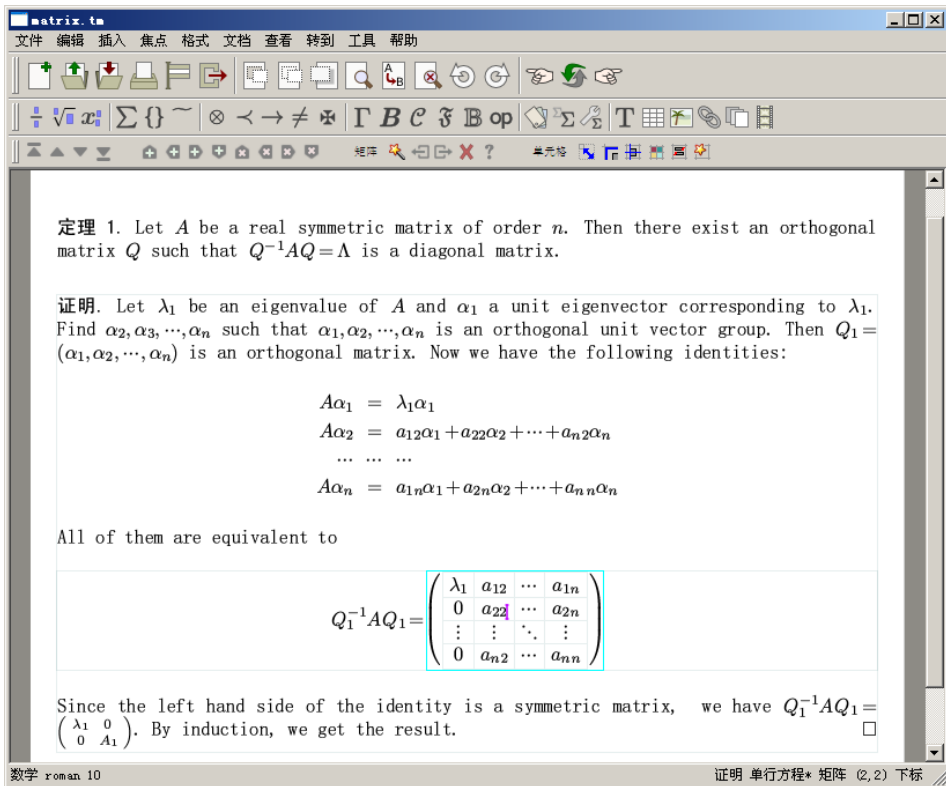 matrix.tm
文件 编辑 插入 焦点 格式 文档 查看 转到 工具 帮助
Γ B C 𝔉 𝔹 op T
矩阵 ? 单元格
定理 1. Let A be a real symmetric matrix of order n. Then there exist an orthogonal
matrix Q such that Q⁻¹AQ = Λ is a diagonal matrix.
证明. Let λ₁ be an eigenvalue of A and α₁ a unit eigenvector corresponding to λ₁.
Find α₂, α₃, ⋯, αₙ such that α₁, α₂, ⋯, αₙ is an orthogonal unit vector group. Then Q₁ =
(α₁, α₂, ⋯, αₙ) is an orthogonal matrix. Now we have the following identities:
Aα₁ = λ₁α₁
Aα₂ = a₁₂α₁ + a₂₂α₂ + ⋯ + aₙ₂αₙ
⋯ ⋯ ⋯
Aαₙ = a₁ₙα₁ + a₂ₙα₂ + ⋯ + aₙₙαₙ
All of them are equivalent to
λ₁ a₁₂ ⋯ a₁ₙ
0 a₂₂ ⋯ a₂ₙ
Q₁⁻¹AQ₁ =
⋮ ⋮ ⋱ ⋮
0 aₙ₂ ⋯ aₙₙ
Since the left hand side of the identity is a symmetric matrix, we have Q₁⁻¹AQ₁ =
( λ₁ 0
0 A₁ ). By induction, we get the result. □
数学 roman 10 证明 单行方程* 矩阵 (2,2) 下标